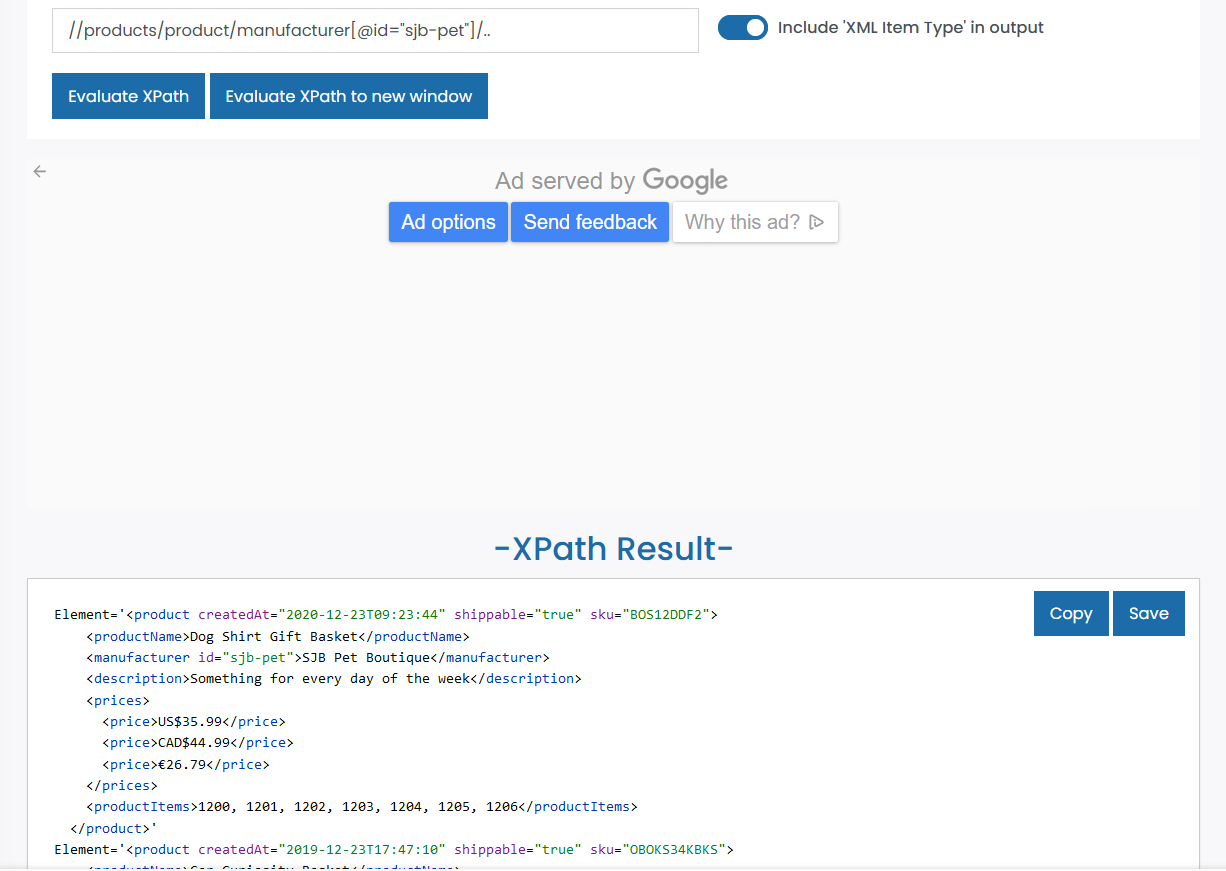 //products/product/manufacturer[@id="sjb-pet"]/..
Include 'XML Item Type' in output
Evaluate XPath
Evaluate XPath to new window
Ad served by Google
Ad options
Send feedback
Why this ad?
-XPath Result-
Copy
Save
Element='<product createdAt="2020-12-23T09:23:44" shippable="true" sku="BOS12DDF2">
<productName>Dog Shirt Gift Basket</productName>
<manufacturer id="sjb-pet">SJB Pet Boutique</manufacturer>
<description>Something for every day of the week</description>
<prices>
<price>US$35.99</price>
<price>CAD$44.99</price>
<price>€26.79</price>
</prices>
<productItems>1200, 1201, 1202, 1203, 1204, 1205, 1206</productItems>
</product>'
Element='<product createdAt="2019-12-23T17:47:10" shippable="true" sku="OBOKS34KBKS">